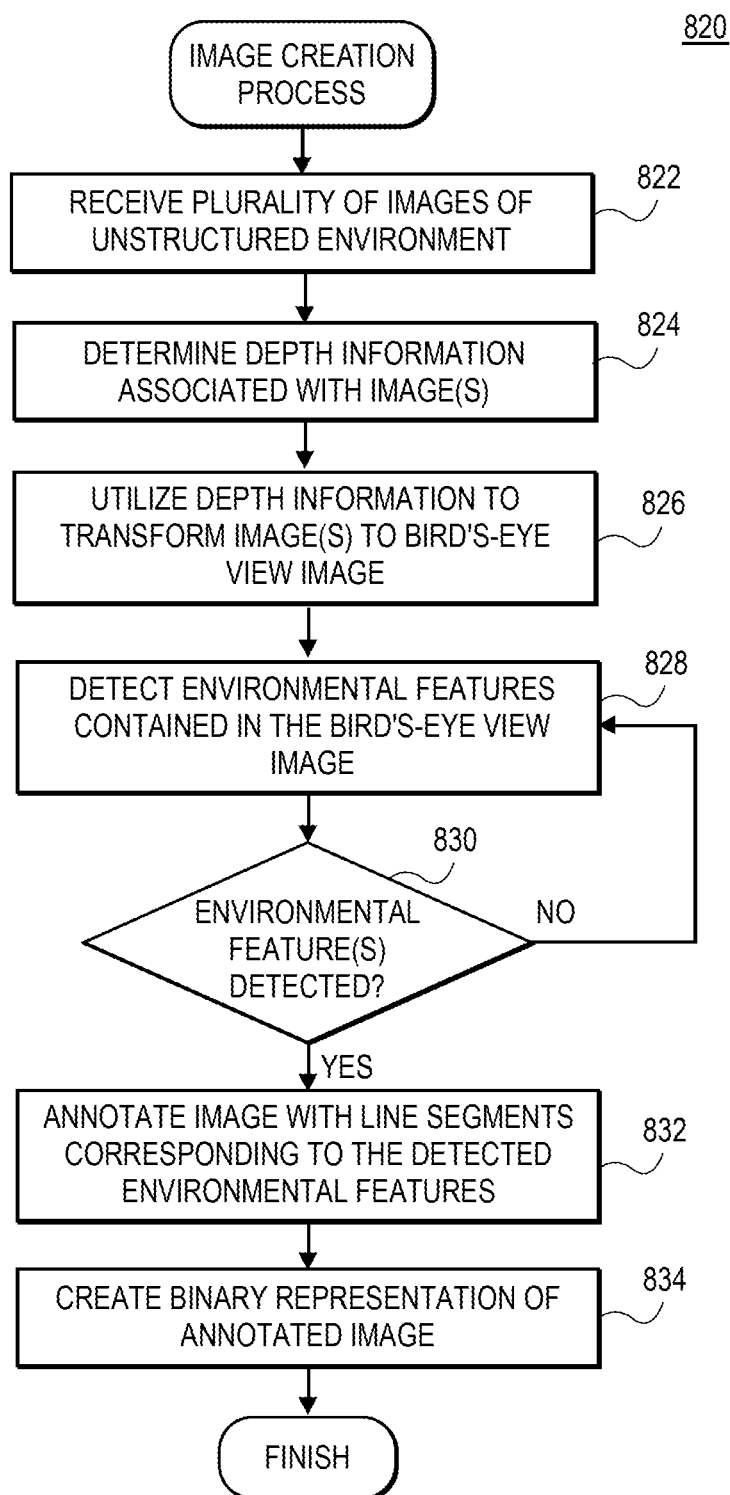 820
IMAGE CREATION
PROCESS
RECEIVE PLURALITY OF IMAGES OF
UNSTRUCTURED ENVIRONMENT
822
DETERMINE DEPTH INFORMATION
ASSOCIATED WITH IMAGE(S)
824
UTILIZE DEPTH INFORMATION TO
TRANSFORM IMAGE(S) TO BIRD'S-EYE
VIEW IMAGE
826
DETECT ENVIRONMENTAL FEATURES
CONTAINED IN THE BIRD'S-EYE VIEW
IMAGE
828
830
ENVIRONMENTAL
FEATURE(S)
DETECTED?
NO
YES
ANNOTATE IMAGE WITH LINE SEGMENTS
CORRESPONDING TO THE DETECTED
ENVIRONMENTAL FEATURES
832
CREATE BINARY REPRESENTATION OF
ANNOTATED IMAGE
834
FINISH